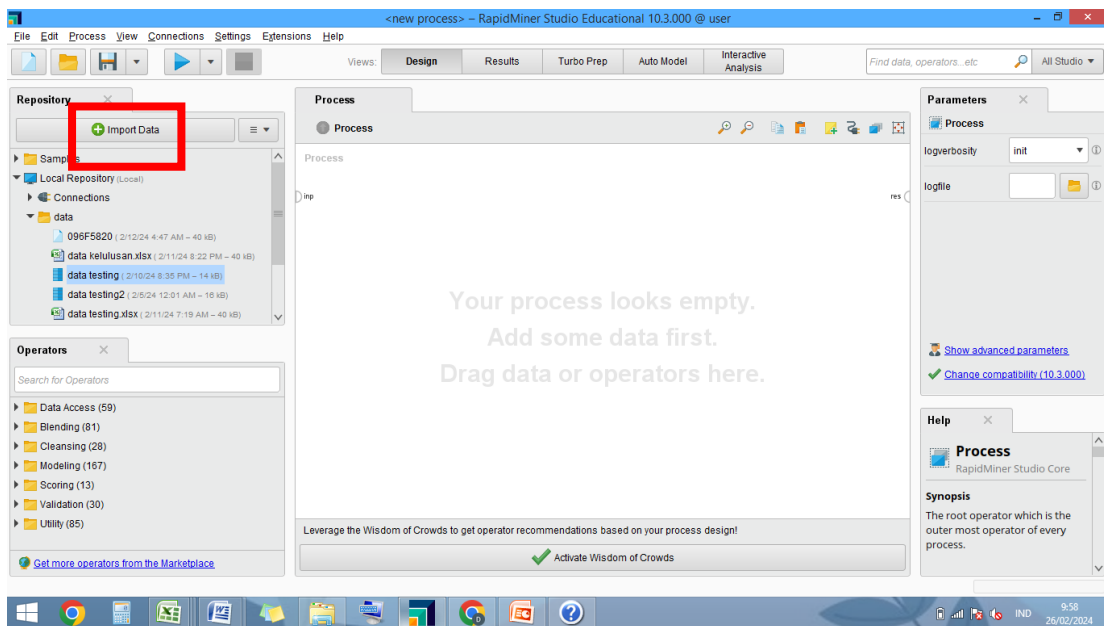 <new process> – RapidMiner Studio Educational 10.3.000 @ user
File Edit Process View Connections Settings Extensions Help
Views: Design Results Turbo Prep Auto Model Interactive Analysis Find data, operators...etc All Studio
Repository
Import Data
Samples
Local Repository (Local)
Connections
data
096F5820 ( 2/12/24 4:47 AM – 40 kB)
data kelulusan.xlsx ( 2/11/24 8:22 PM – 40 kB)
data testing ( 2/10/24 8:35 PM – 14 kB)
data testing2 ( 2/5/24 12:01 AM – 16 kB)
data testing.xlsx ( 2/11/24 7:19 AM – 40 kB)
Operators
Search for Operators
Data Access (59)
Blending (81)
Cleansing (28)
Modeling (167)
Scoring (13)
Validation (30)
Utility (85)
Get more operators from the Marketplace
Process
Process
Process
inp
res
Your process looks empty.
Add some data first.
Drag data or operators here.
Leverage the Wisdom of Crowds to get operator recommendations based on your process design!
Activate Wisdom of Crowds
Parameters
Process
logverbosity init
logfile
Show advanced parameters
Change compatibility (10.3.000)
Help
Process
RapidMiner Studio Core
Synopsis
The root operator which is the
outer most operator of every
process.
IND
9:58
26/02/2024